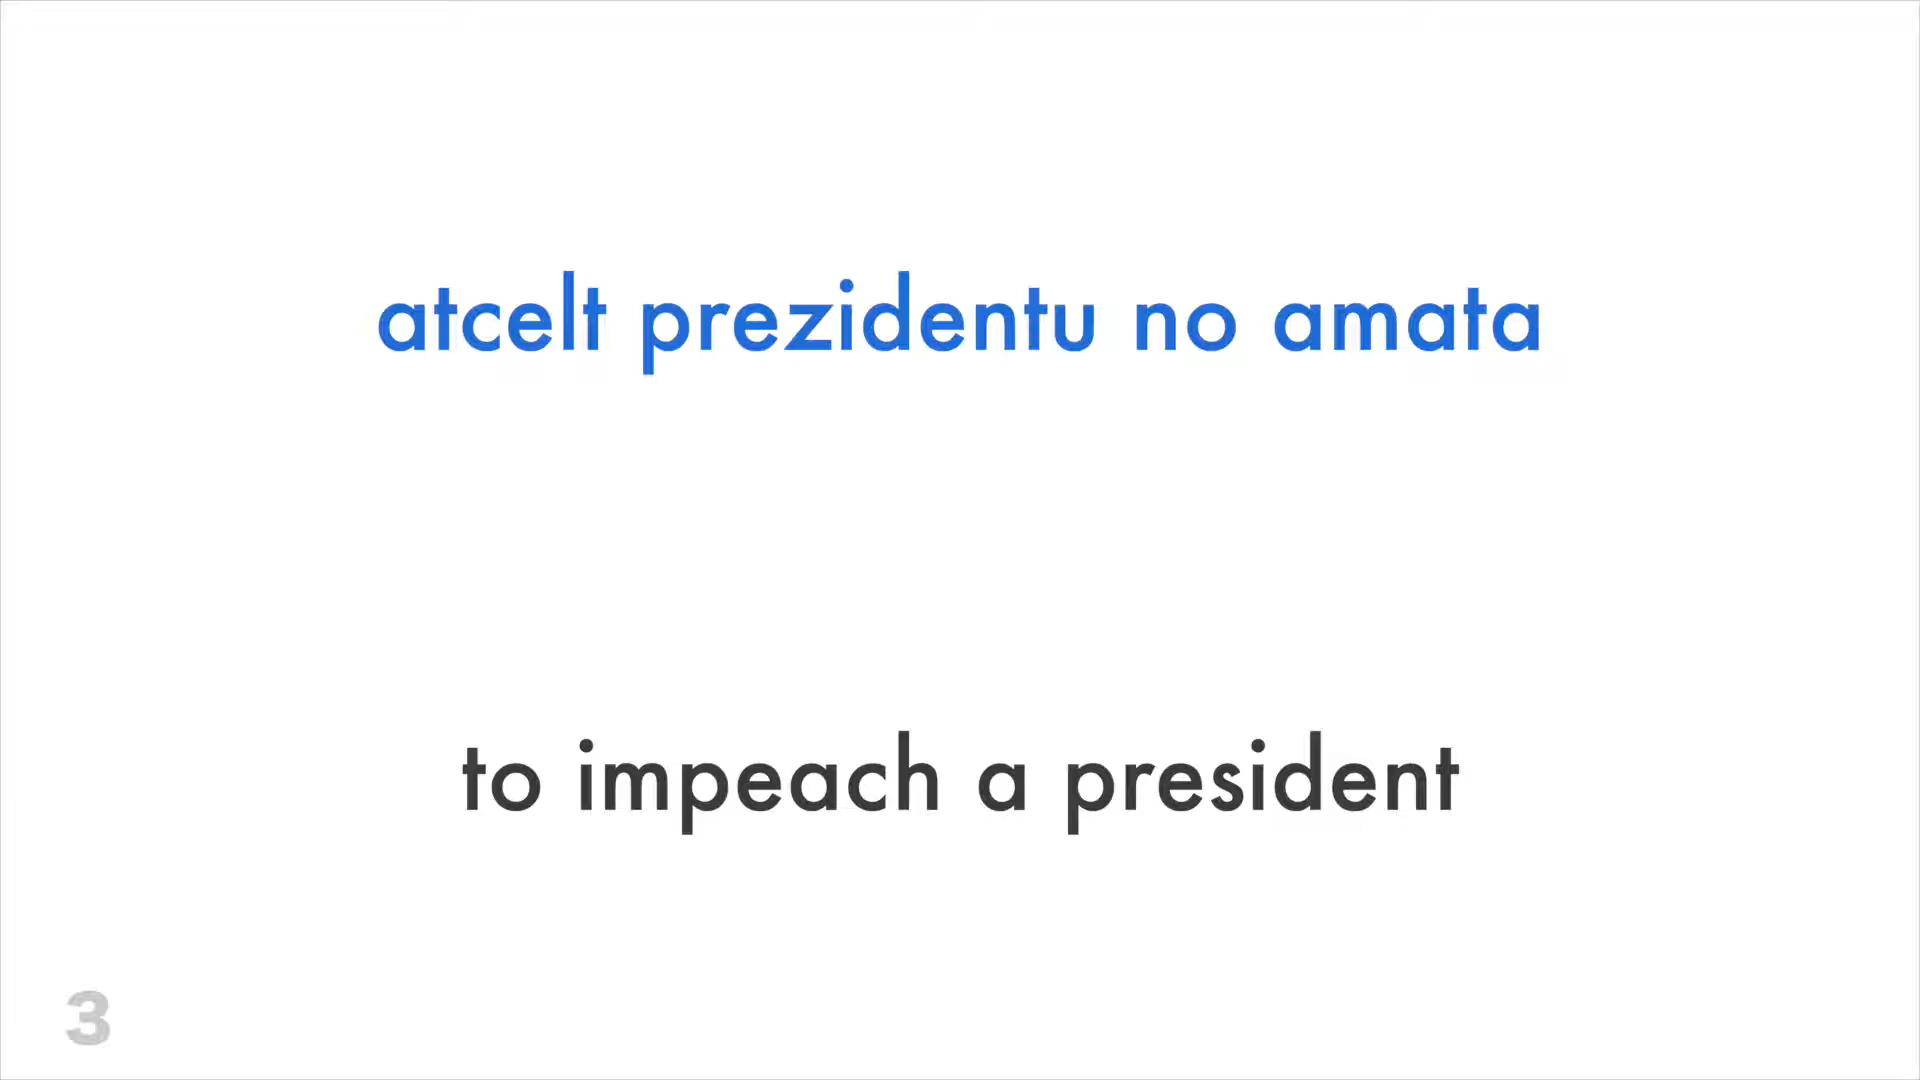 atcelt prezidentu no amata
to impeach a president
3